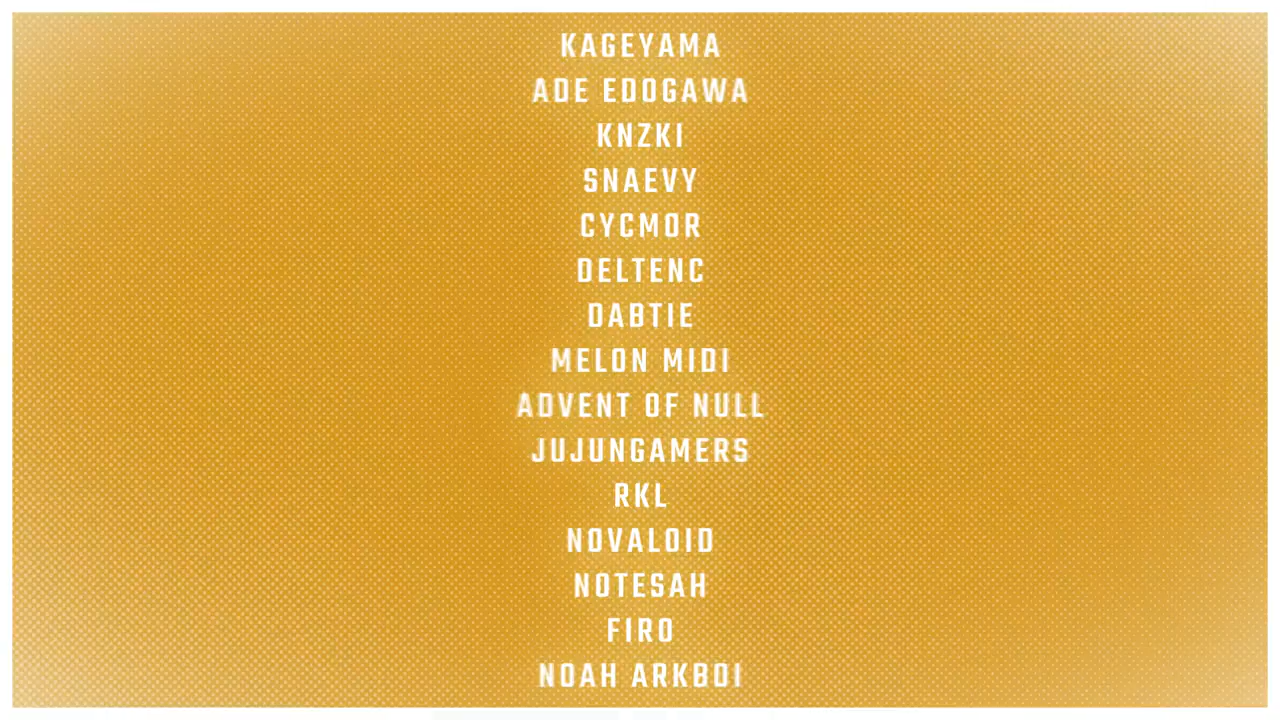 KAGEYAMA
ADE EDOGAWA
KNZKI
SNAEVY
CYCMOR
DELTENC
DABTIE
MELON MIDI
ADVENT OF NULL
JUJUNGAMERS
RKL
NOVALOID
NOTESAH
FIRO
NOAH ARKBOI